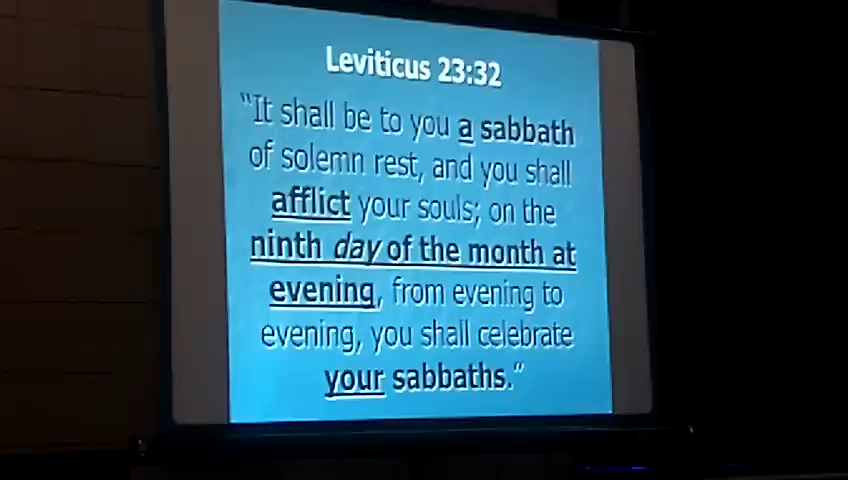 Leviticus 23:32
“It shall be to you a sabbath
of solemn rest, and you shall
afflict your souls; on the
ninth day of the month at
evening, from evening to
evening, you shall celebrate
your sabbaths.”